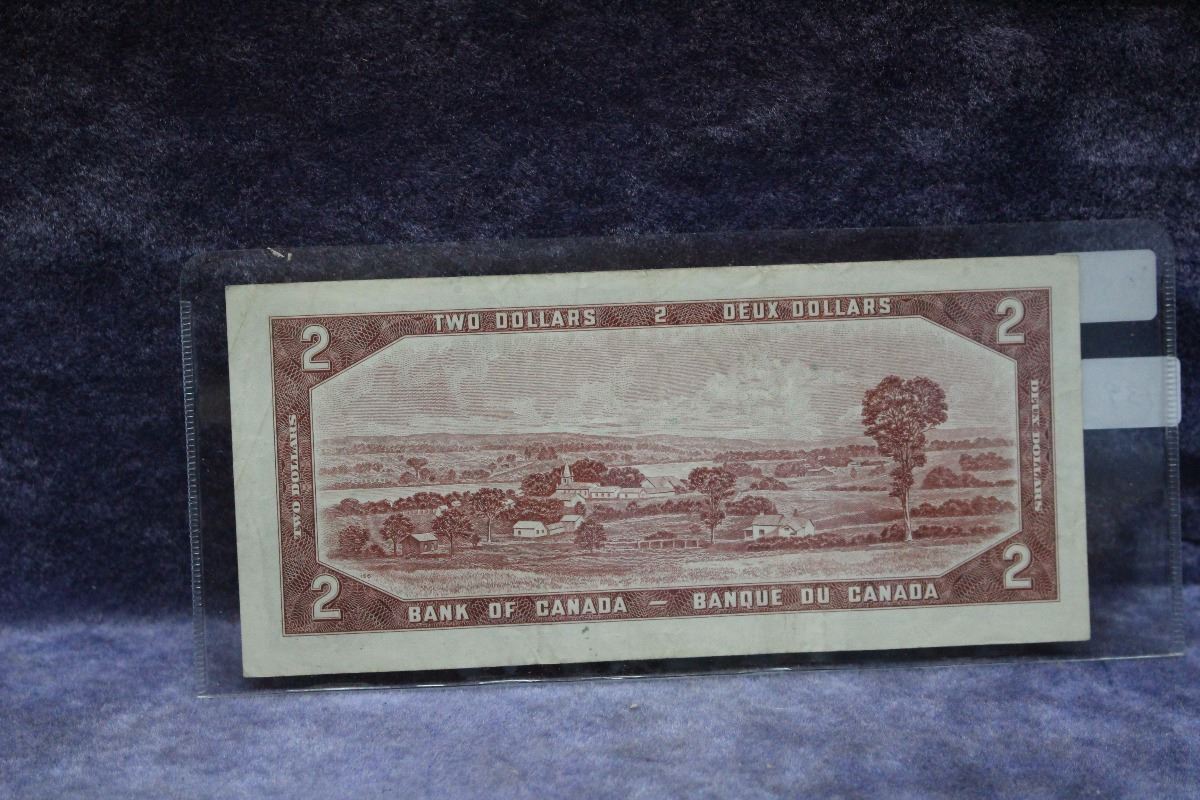 2 TWO DOLLARS 2 DEUX DOLLARS 2
TWO DOLLARS
DEUX DOLLARS
2 BANK OF CANADA — BANQUE DU CANADA 2